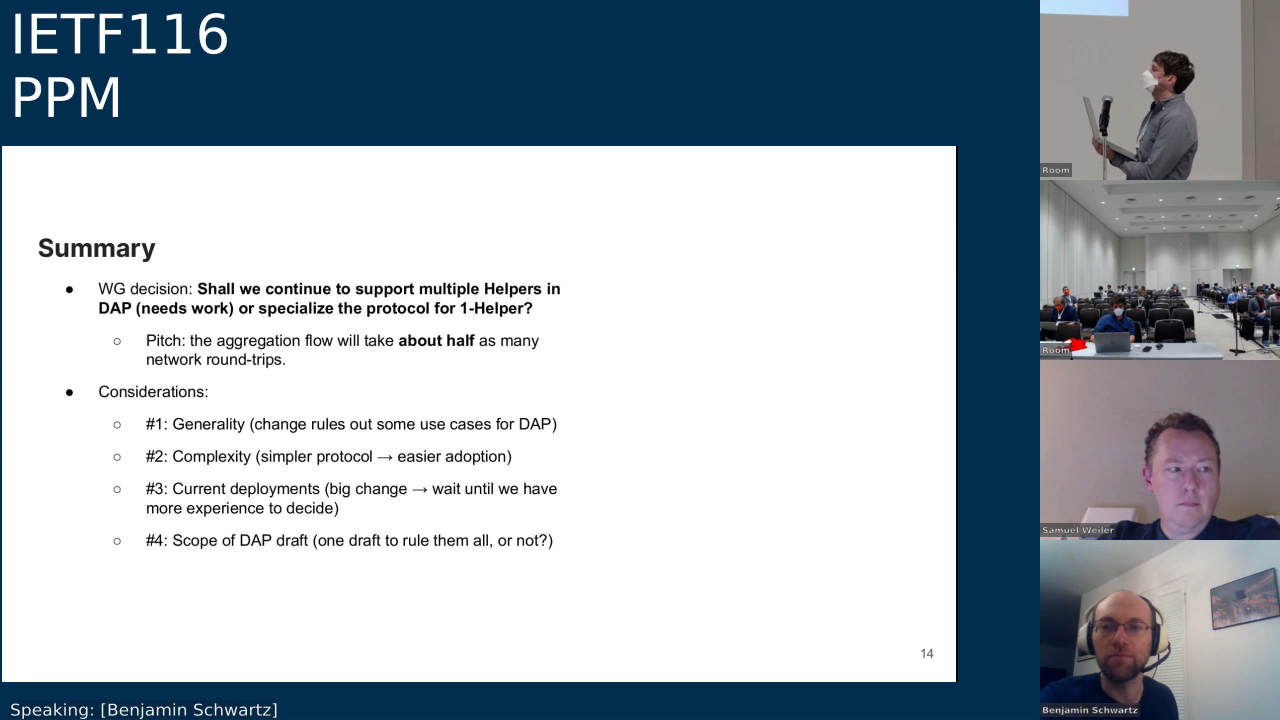 IETF116
PPM
Summary
● WG decision: Shall we continue to support multiple Helpers in
DAP (needs work) or specialize the protocol for 1-Helper?
○ Pitch: the aggregation flow will take about half as many
network round-trips.
● Considerations:
○ #1: Generality (change rules out some use cases for DAP)
○ #2: Complexity (simpler protocol → easier adoption)
○ #3: Current deployments (big change → wait until we have
more experience to decide)
○ #4: Scope of DAP draft (one draft to rule them all, or not?)
14
Speaking: [Benjamin Schwartz]
Room
Room
Samuel Weiler
Benjamin Schwartz